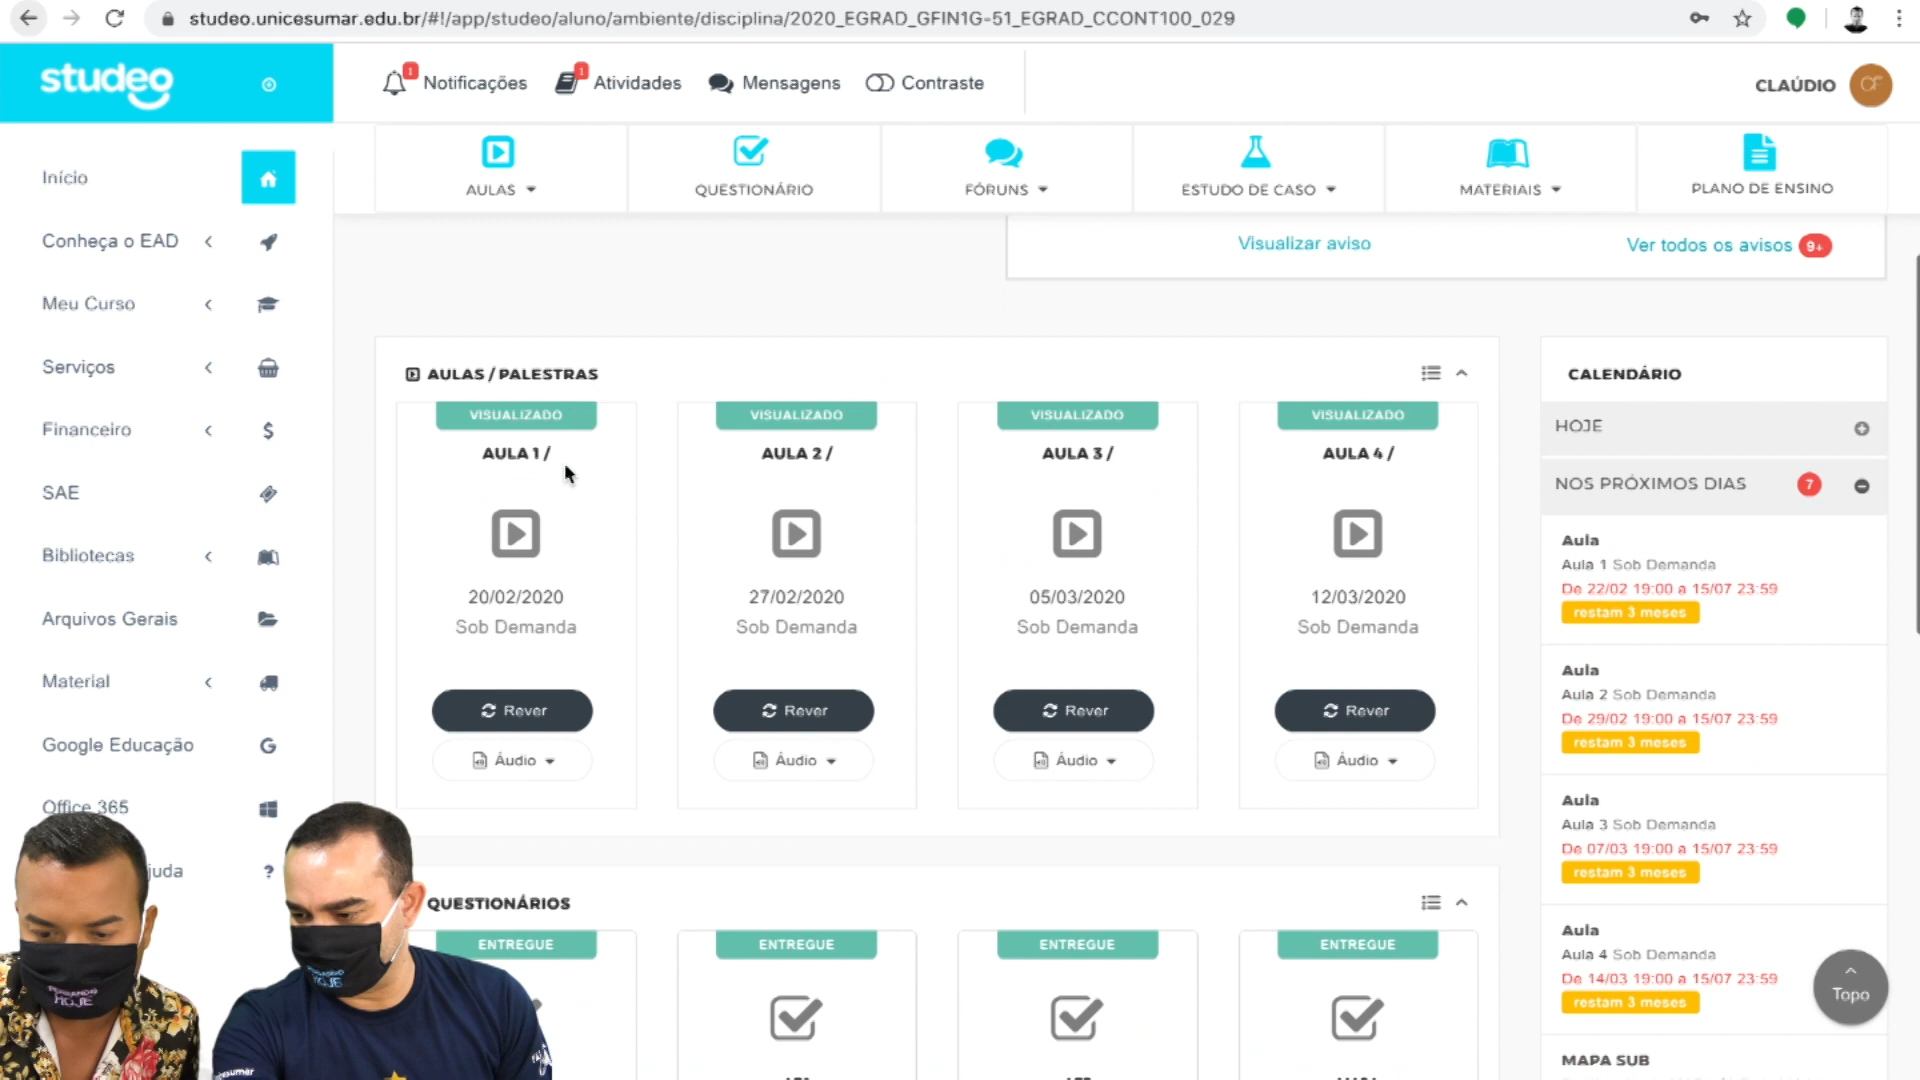 studeo.unicesumar.edu.br/#!/app/studeo/aluno/ambiente/disciplina/2020_EGRAD_GFIN1G-51_EGRAD_CCONT100_029
studeo
1 Notificações
1 Atividades
Mensagens
Contraste
CLAÚDIO
CF
Início
Conheça o EAD
Meu Curso
Serviços
Financeiro
SAE
Bibliotecas
Arquivos Gerais
Material
Google Educação
Office 365
juda
AULAS
QUESTIONÁRIO
FÓRUNS
ESTUDO DE CASO
MATERIAIS
PLANO DE ENSINO
Visualizar aviso
Ver todos os avisos 9+
AULAS / PALESTRAS
VISUALIZADO
AULA 1 /
20/02/2020
Sob Demanda
Rever
Áudio
VISUALIZADO
AULA 2 /
27/02/2020
Sob Demanda
Rever
Áudio
VISUALIZADO
AULA 3 /
05/03/2020
Sob Demanda
Rever
Áudio
VISUALIZADO
AULA 4 /
12/03/2020
Sob Demanda
Rever
Áudio
QUESTIONÁRIOS
ENTREGUE
ENTREGUE
ENTREGUE
ENTREGUE
CALENDÁRIO
HOJE
NOS PRÓXIMOS DIAS 7
Aula
Aula 1 Sob Demanda
De 22/02 19:00 a 15/07 23:59
restam 3 meses
Aula
Aula 2 Sob Demanda
De 29/02 19:00 a 15/07 23:59
restam 3 meses
Aula
Aula 3 Sob Demanda
De 07/03 19:00 a 15/07 23:59
restam 3 meses
Aula
Aula 4 Sob Demanda
De 14/03 19:00 a 15/07 23:59
restam 3 meses
MAPA SUB
Topo
HOJE
HOJE